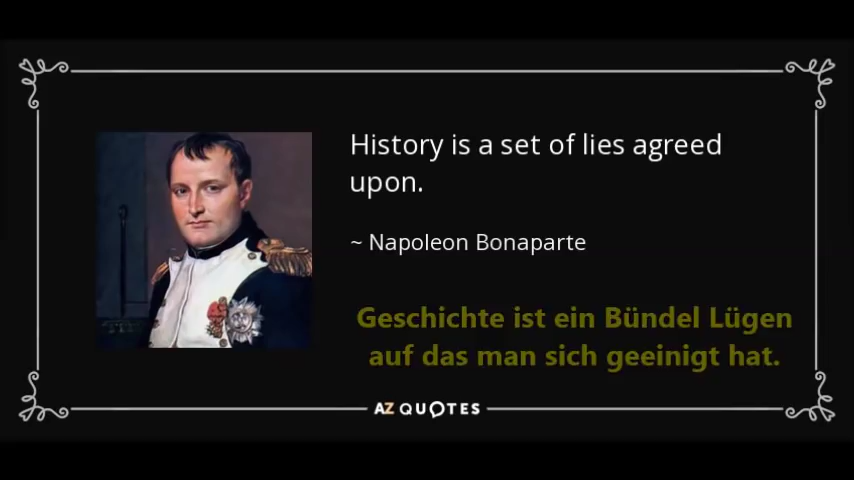 History is a set of lies agreed
upon.
~ Napoleon Bonaparte
Geschichte ist ein Bündel Lügen
auf das man sich geeinigt hat.
AZ QUOTES